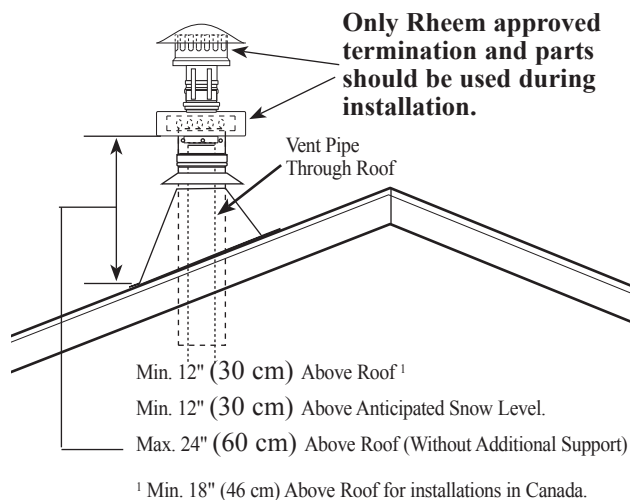 Only Rheem approved
termination and parts
should be used during
installation.
Vent Pipe
Through Roof
Min. 12" (30 cm) Above Roof ¹
Min. 12" (30 cm) Above Anticipated Snow Level.
Max. 24" (60 cm) Above Roof (Without Additional Support)
¹ Min. 18" (46 cm) Above Roof for installations in Canada.